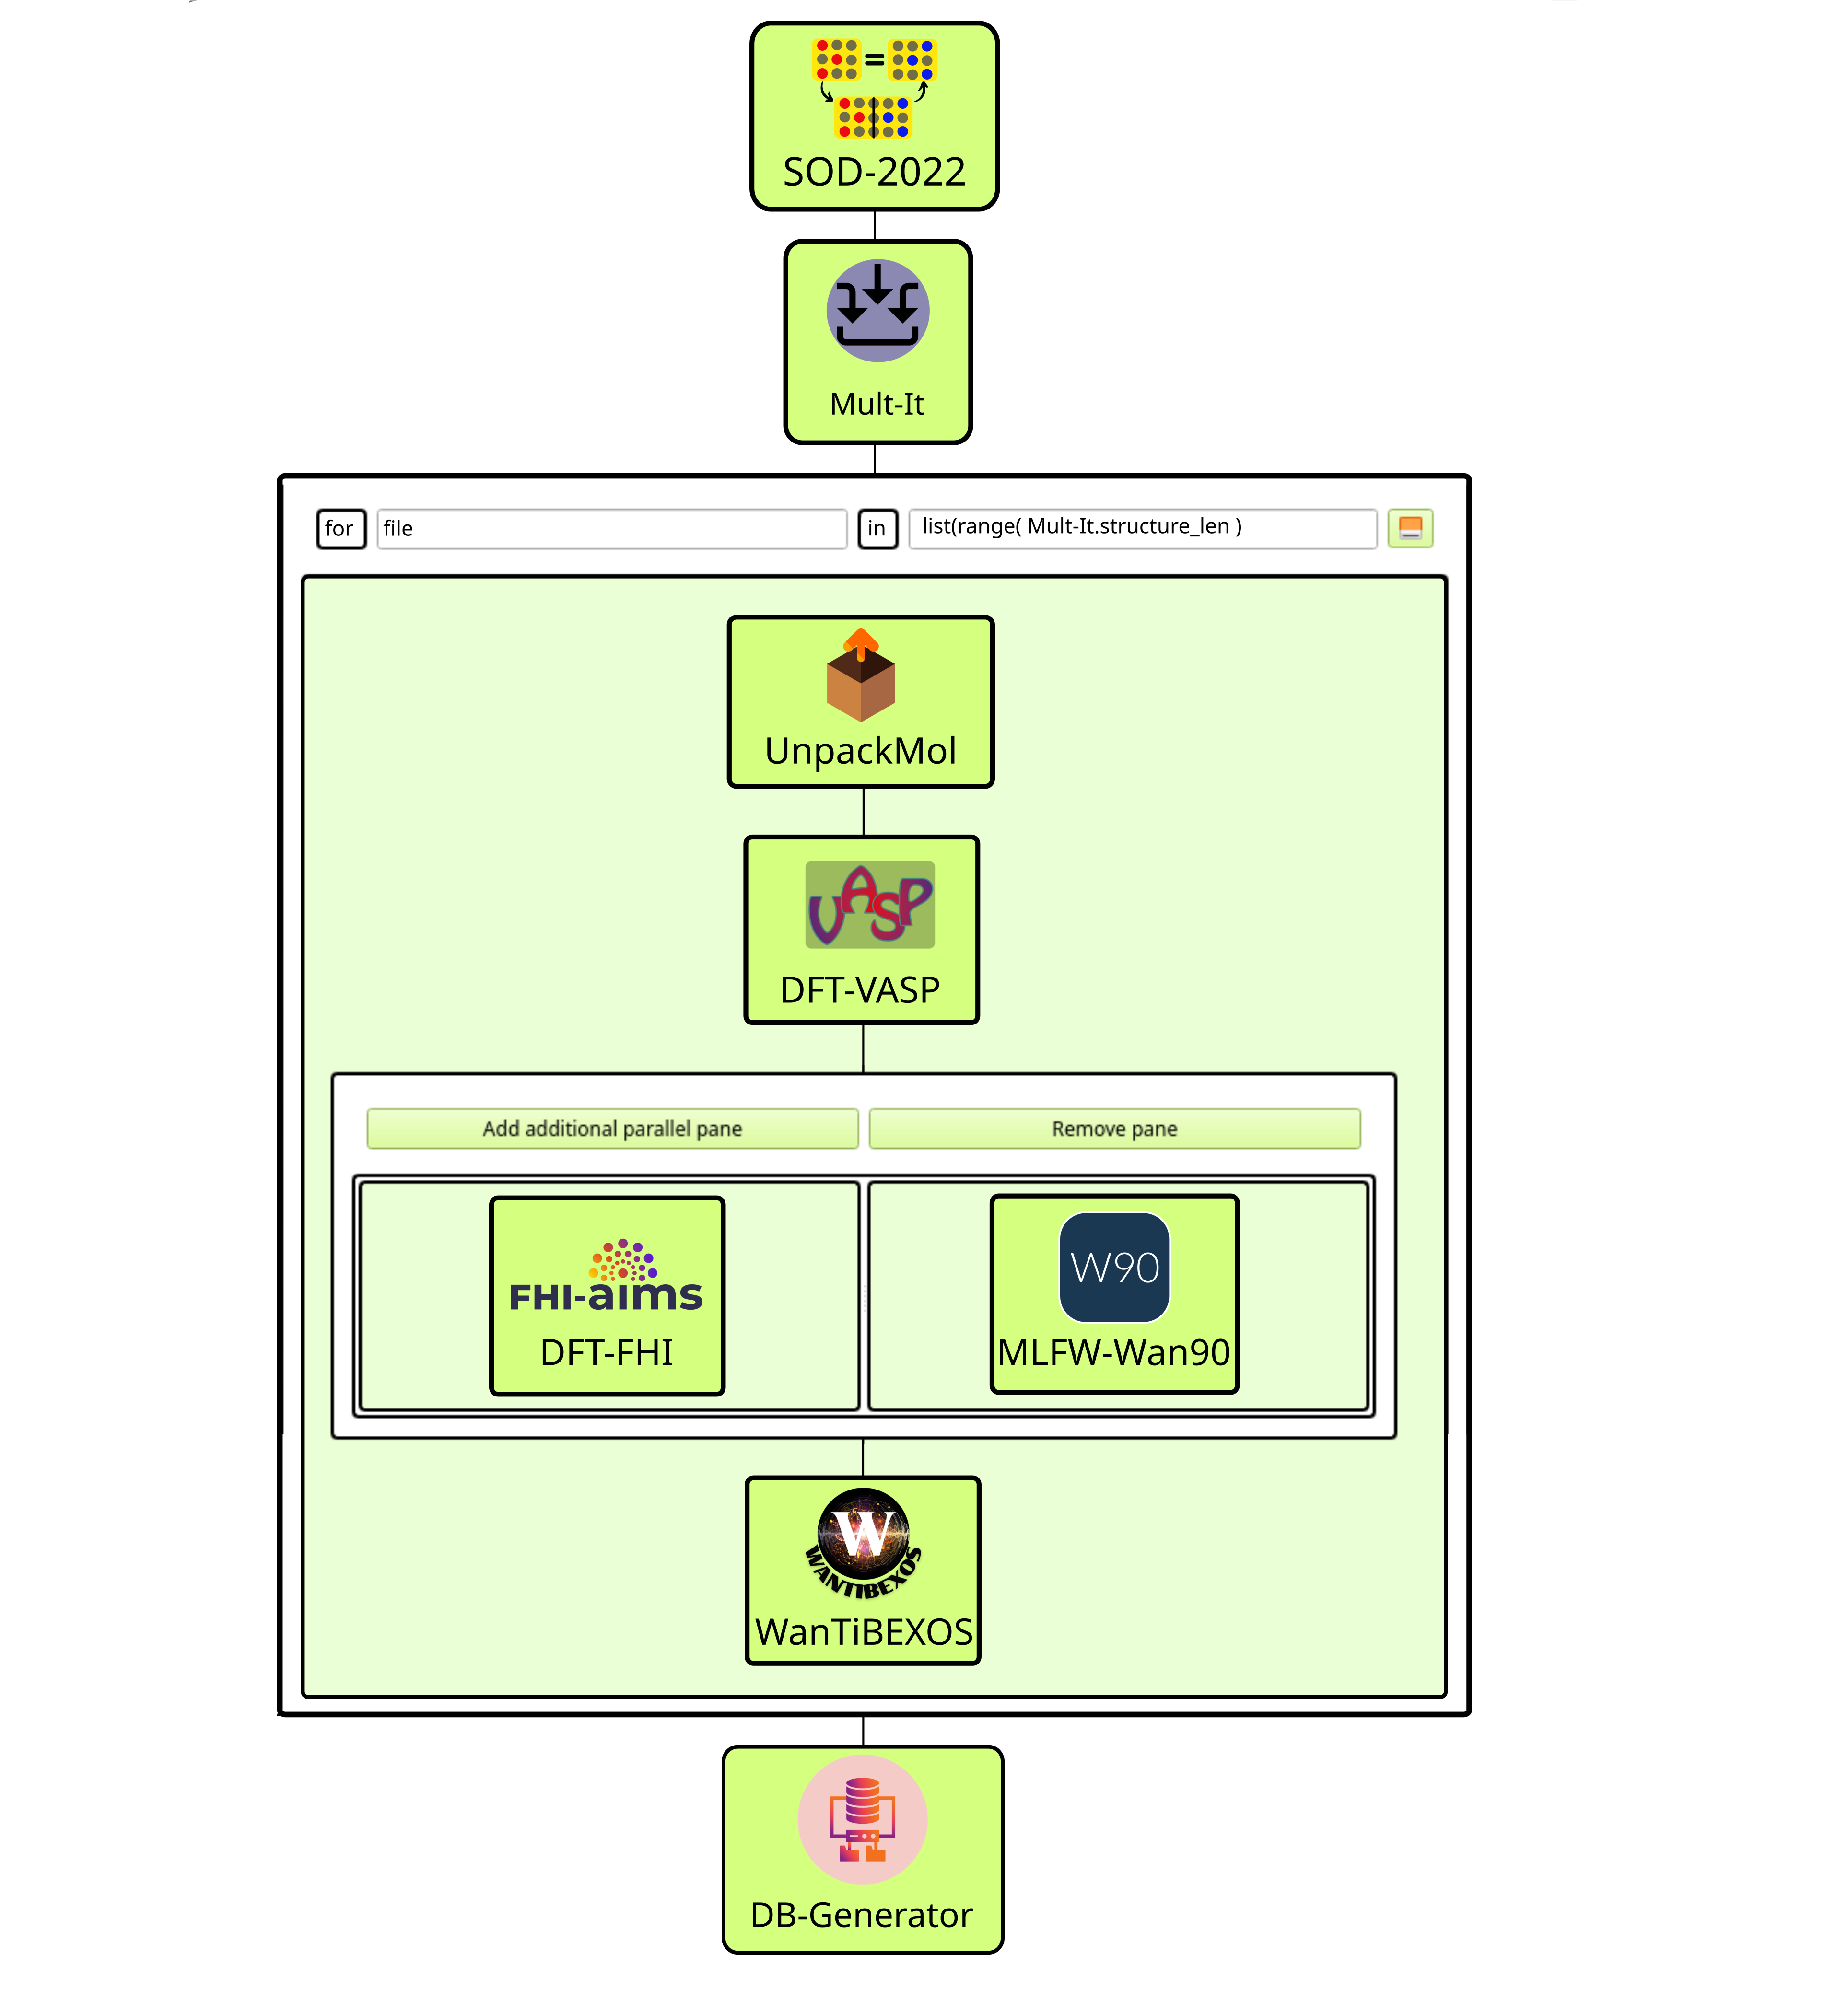 SOD-2022
Mult-It
for file in list(range( Mult-It.structure_len )
UnpackMol
VASP
DFT-VASP
Add additional parallel pane Remove pane
FHI-aims
DFT-FHI
W90
MLFW-Wan90
W
WANTIBEXOS
WanTiBEXOS
DB-Generator